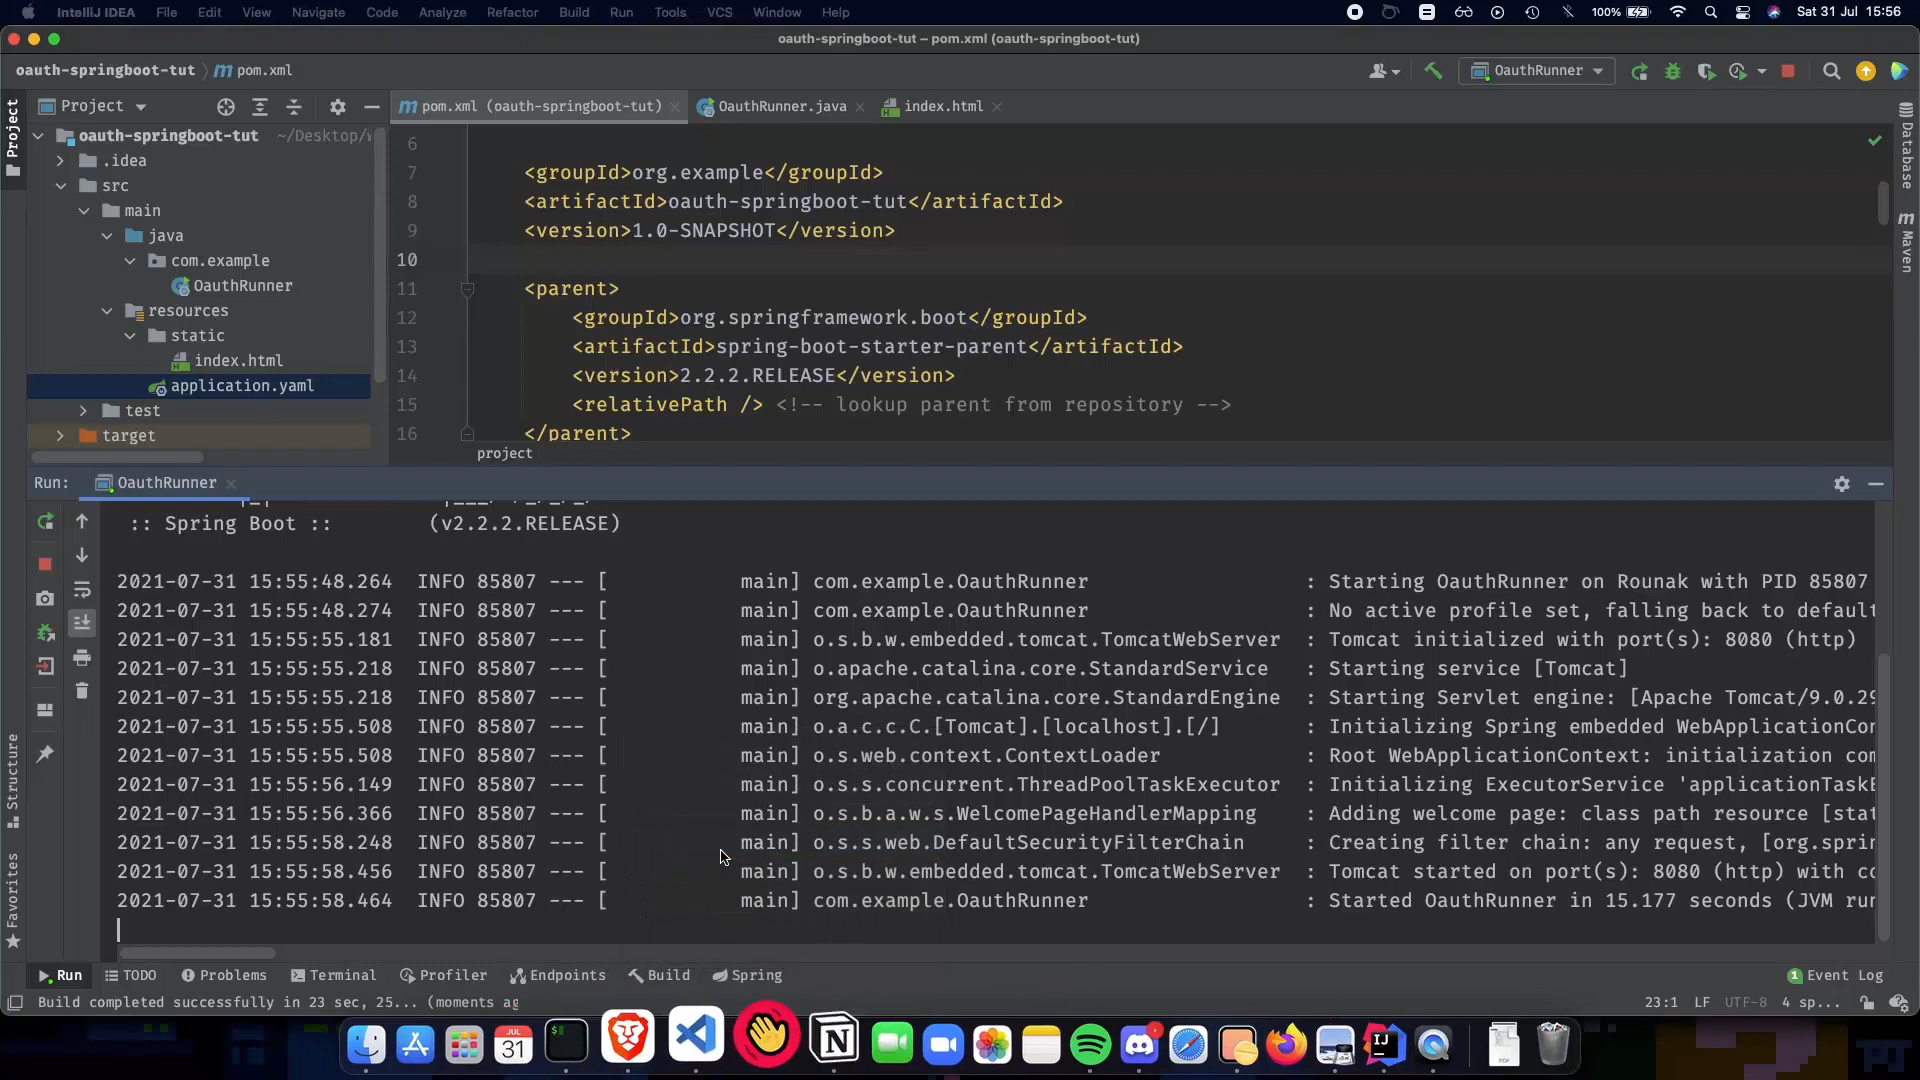 IntelliJ IDEA File Edit View Navigate Code Analyze Refactor Build Run Tools VCS Window Help 100% Sat 31 Jul 15:56
oauth-springboot-tut – pom.xml (oauth-springboot-tut)
oauth-springboot-tut pom.xml OauthRunner
Project
Project
pom.xml (oauth-springboot-tut) OauthRunner.java index.html
oauth-springboot-tut ~/Desktop/
.idea
src
main
java
com.example
OauthRunner
resources
static
index.html
application.yaml
test
target
6
7 <groupId>org.example</groupId>
8 <artifactId>oauth-springboot-tut</artifactId>
9 <version>1.0-SNAPSHOT</version>
10
11 <parent>
12 <groupId>org.springframework.boot</groupId>
13 <artifactId>spring-boot-starter-parent</artifactId>
14 <version>2.2.2.RELEASE</version>
15 <relativePath /> <!-- lookup parent from repository -->
16 </parent>
project
Database
Maven
Run: OauthRunner
:: Spring Boot :: (v2.2.2.RELEASE)
2021-07-31 15:55:48.264 INFO 85807 --- [ main] com.example.OauthRunner : Starting OauthRunner on Rounak with PID 85807
2021-07-31 15:55:48.274 INFO 85807 --- [ main] com.example.OauthRunner : No active profile set, falling back to default
2021-07-31 15:55:55.181 INFO 85807 --- [ main] o.s.b.w.embedded.tomcat.TomcatWebServer : Tomcat initialized with port(s): 8080 (http)
2021-07-31 15:55:55.218 INFO 85807 --- [ main] o.apache.catalina.core.StandardService : Starting service [Tomcat]
2021-07-31 15:55:55.218 INFO 85807 --- [ main] org.apache.catalina.core.StandardEngine : Starting Servlet engine: [Apache Tomcat/9.0.29
2021-07-31 15:55:55.508 INFO 85807 --- [ main] o.a.c.c.C.[Tomcat].[localhost].[/] : Initializing Spring embedded WebApplicationCon
2021-07-31 15:55:55.508 INFO 85807 --- [ main] o.s.web.context.ContextLoader : Root WebApplicationContext: initialization com
2021-07-31 15:55:56.149 INFO 85807 --- [ main] o.s.s.concurrent.ThreadPoolTaskExecutor : Initializing ExecutorService 'applicationTaskE
2021-07-31 15:55:56.366 INFO 85807 --- [ main] o.s.b.a.w.s.WelcomePageHandlerMapping : Adding welcome page: class path resource [stat
2021-07-31 15:55:58.248 INFO 85807 --- [ main] o.s.s.web.DefaultSecurityFilterChain : Creating filter chain: any request, [org.sprin
2021-07-31 15:55:58.456 INFO 85807 --- [ main] o.s.b.w.embedded.tomcat.TomcatWebServer : Tomcat started on port(s): 8080 (http) with co
2021-07-31 15:55:58.464 INFO 85807 --- [ main] com.example.OauthRunner : Started OauthRunner in 15.177 seconds (JVM run
Structure
Favorites
Run TODO Problems Terminal Profiler Endpoints Build Spring 1 Event Log
Build completed successfully in 23 sec, 25... (moments ag 23:1 LF UTF-8 4 sp...
JUL
31
N
IJ
PDF